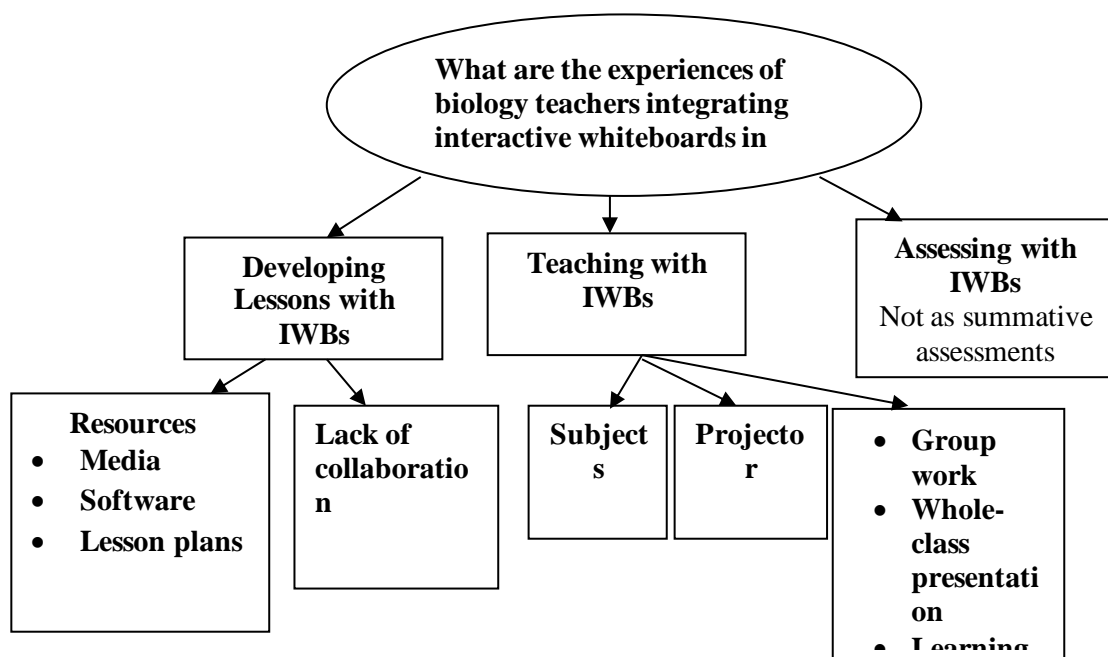 What are the experiences of
biology teachers integrating
interactive whiteboards in
Developing
Lessons with
IWBs
Teaching with
IWBs
Assessing with
IWBs
Not as summative
assessments
Resources
• Media
• Software
• Lesson plans
Lack of
collaboratio
n
Subject
s
Projecto
r
• Group
work
• Whole-
class
presentati
on
• Learning